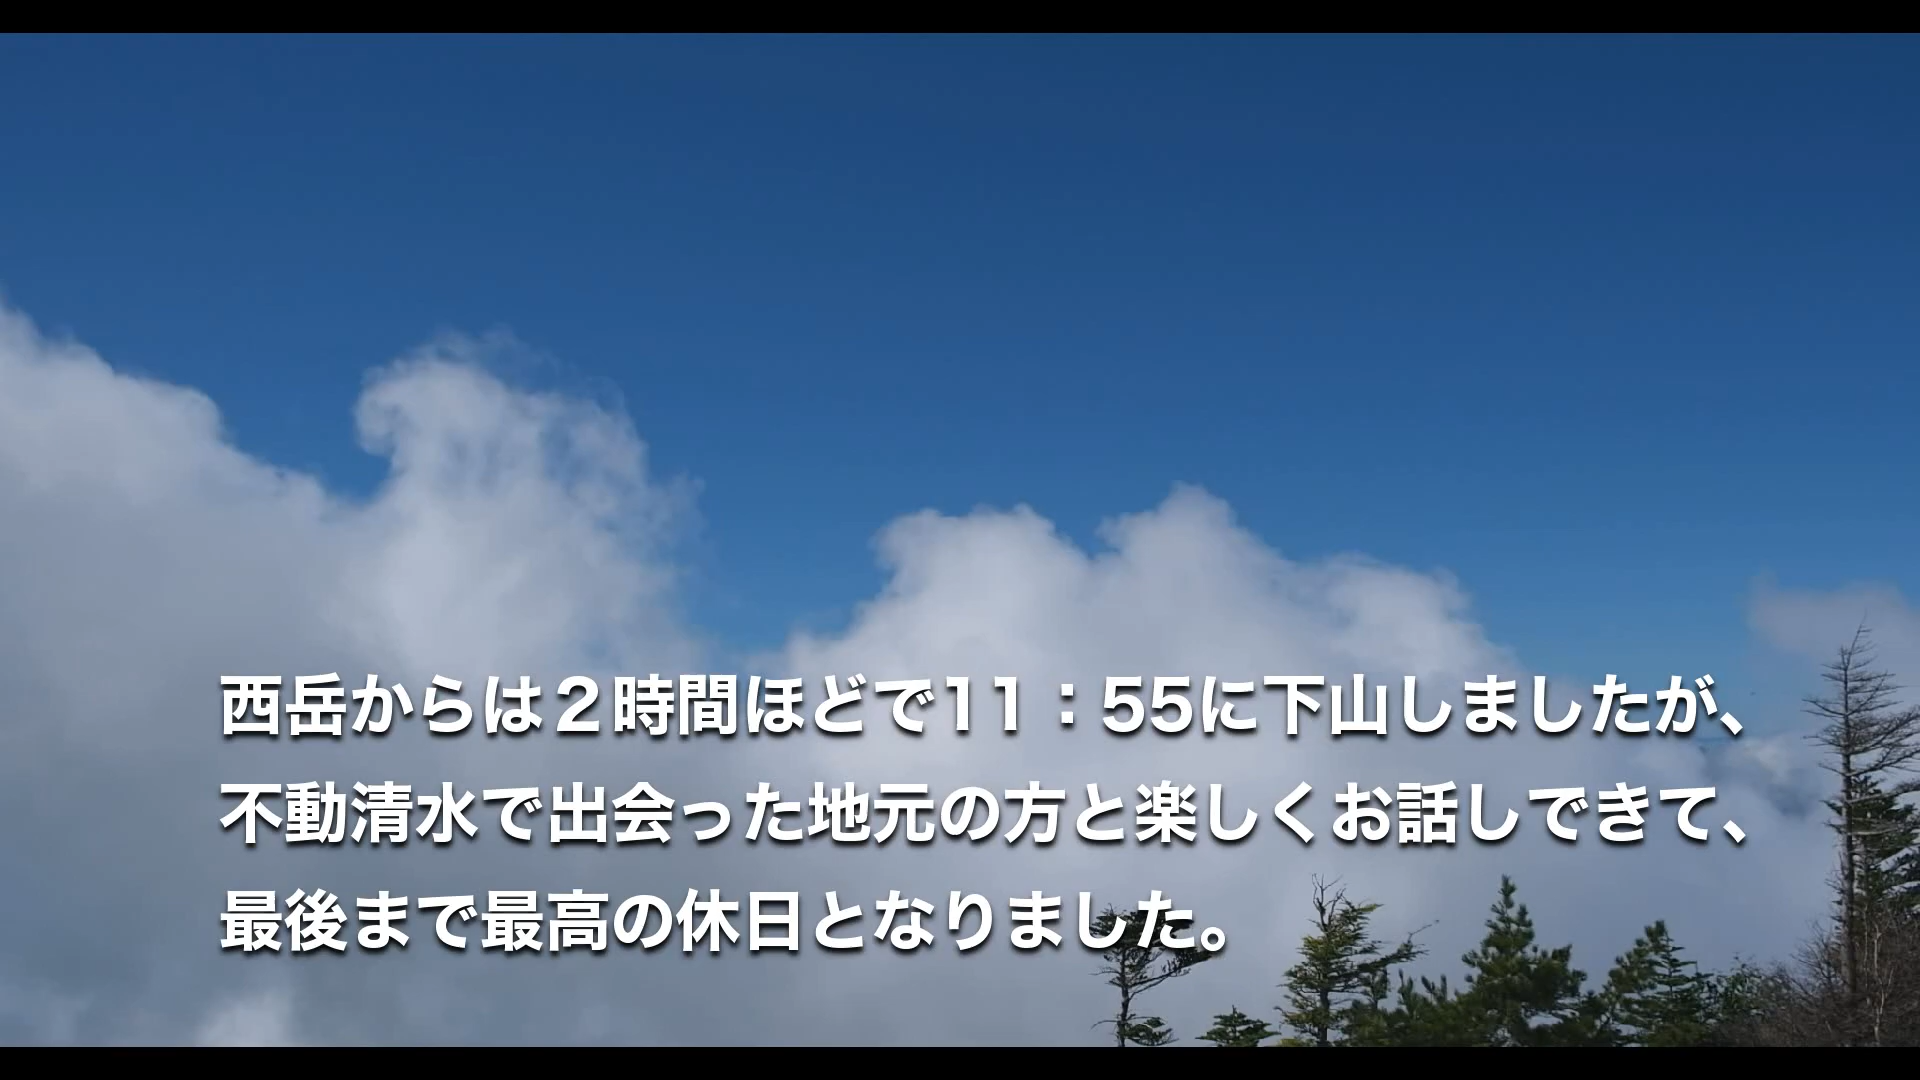 西岳からは２時間ほどで11：55に下山しましたが、
不動清水で出会った地元の方と楽しくお話しできて、
最後まで最高の休日となりました。